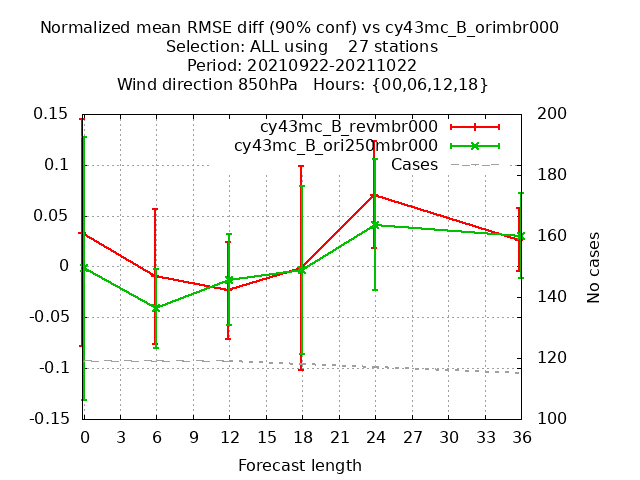 Normalized mean RMSE diff (90% conf) vs cy43mc_B_orimbr000
Selection: ALL using    27 stations
Period: 20210922-20211022
Wind direction 850hPa   Hours: {00,06,12,18}
cy43mc_B_revmbr000
cy43mc_B_ori250mbr000
Cases
0.15
0.1
0.05
0
-0.05
-0.1
-0.15
200
180
160
140
120
100
No cases
0 3 6 9 12 15 18 21 24 27 30 33 36
Forecast length